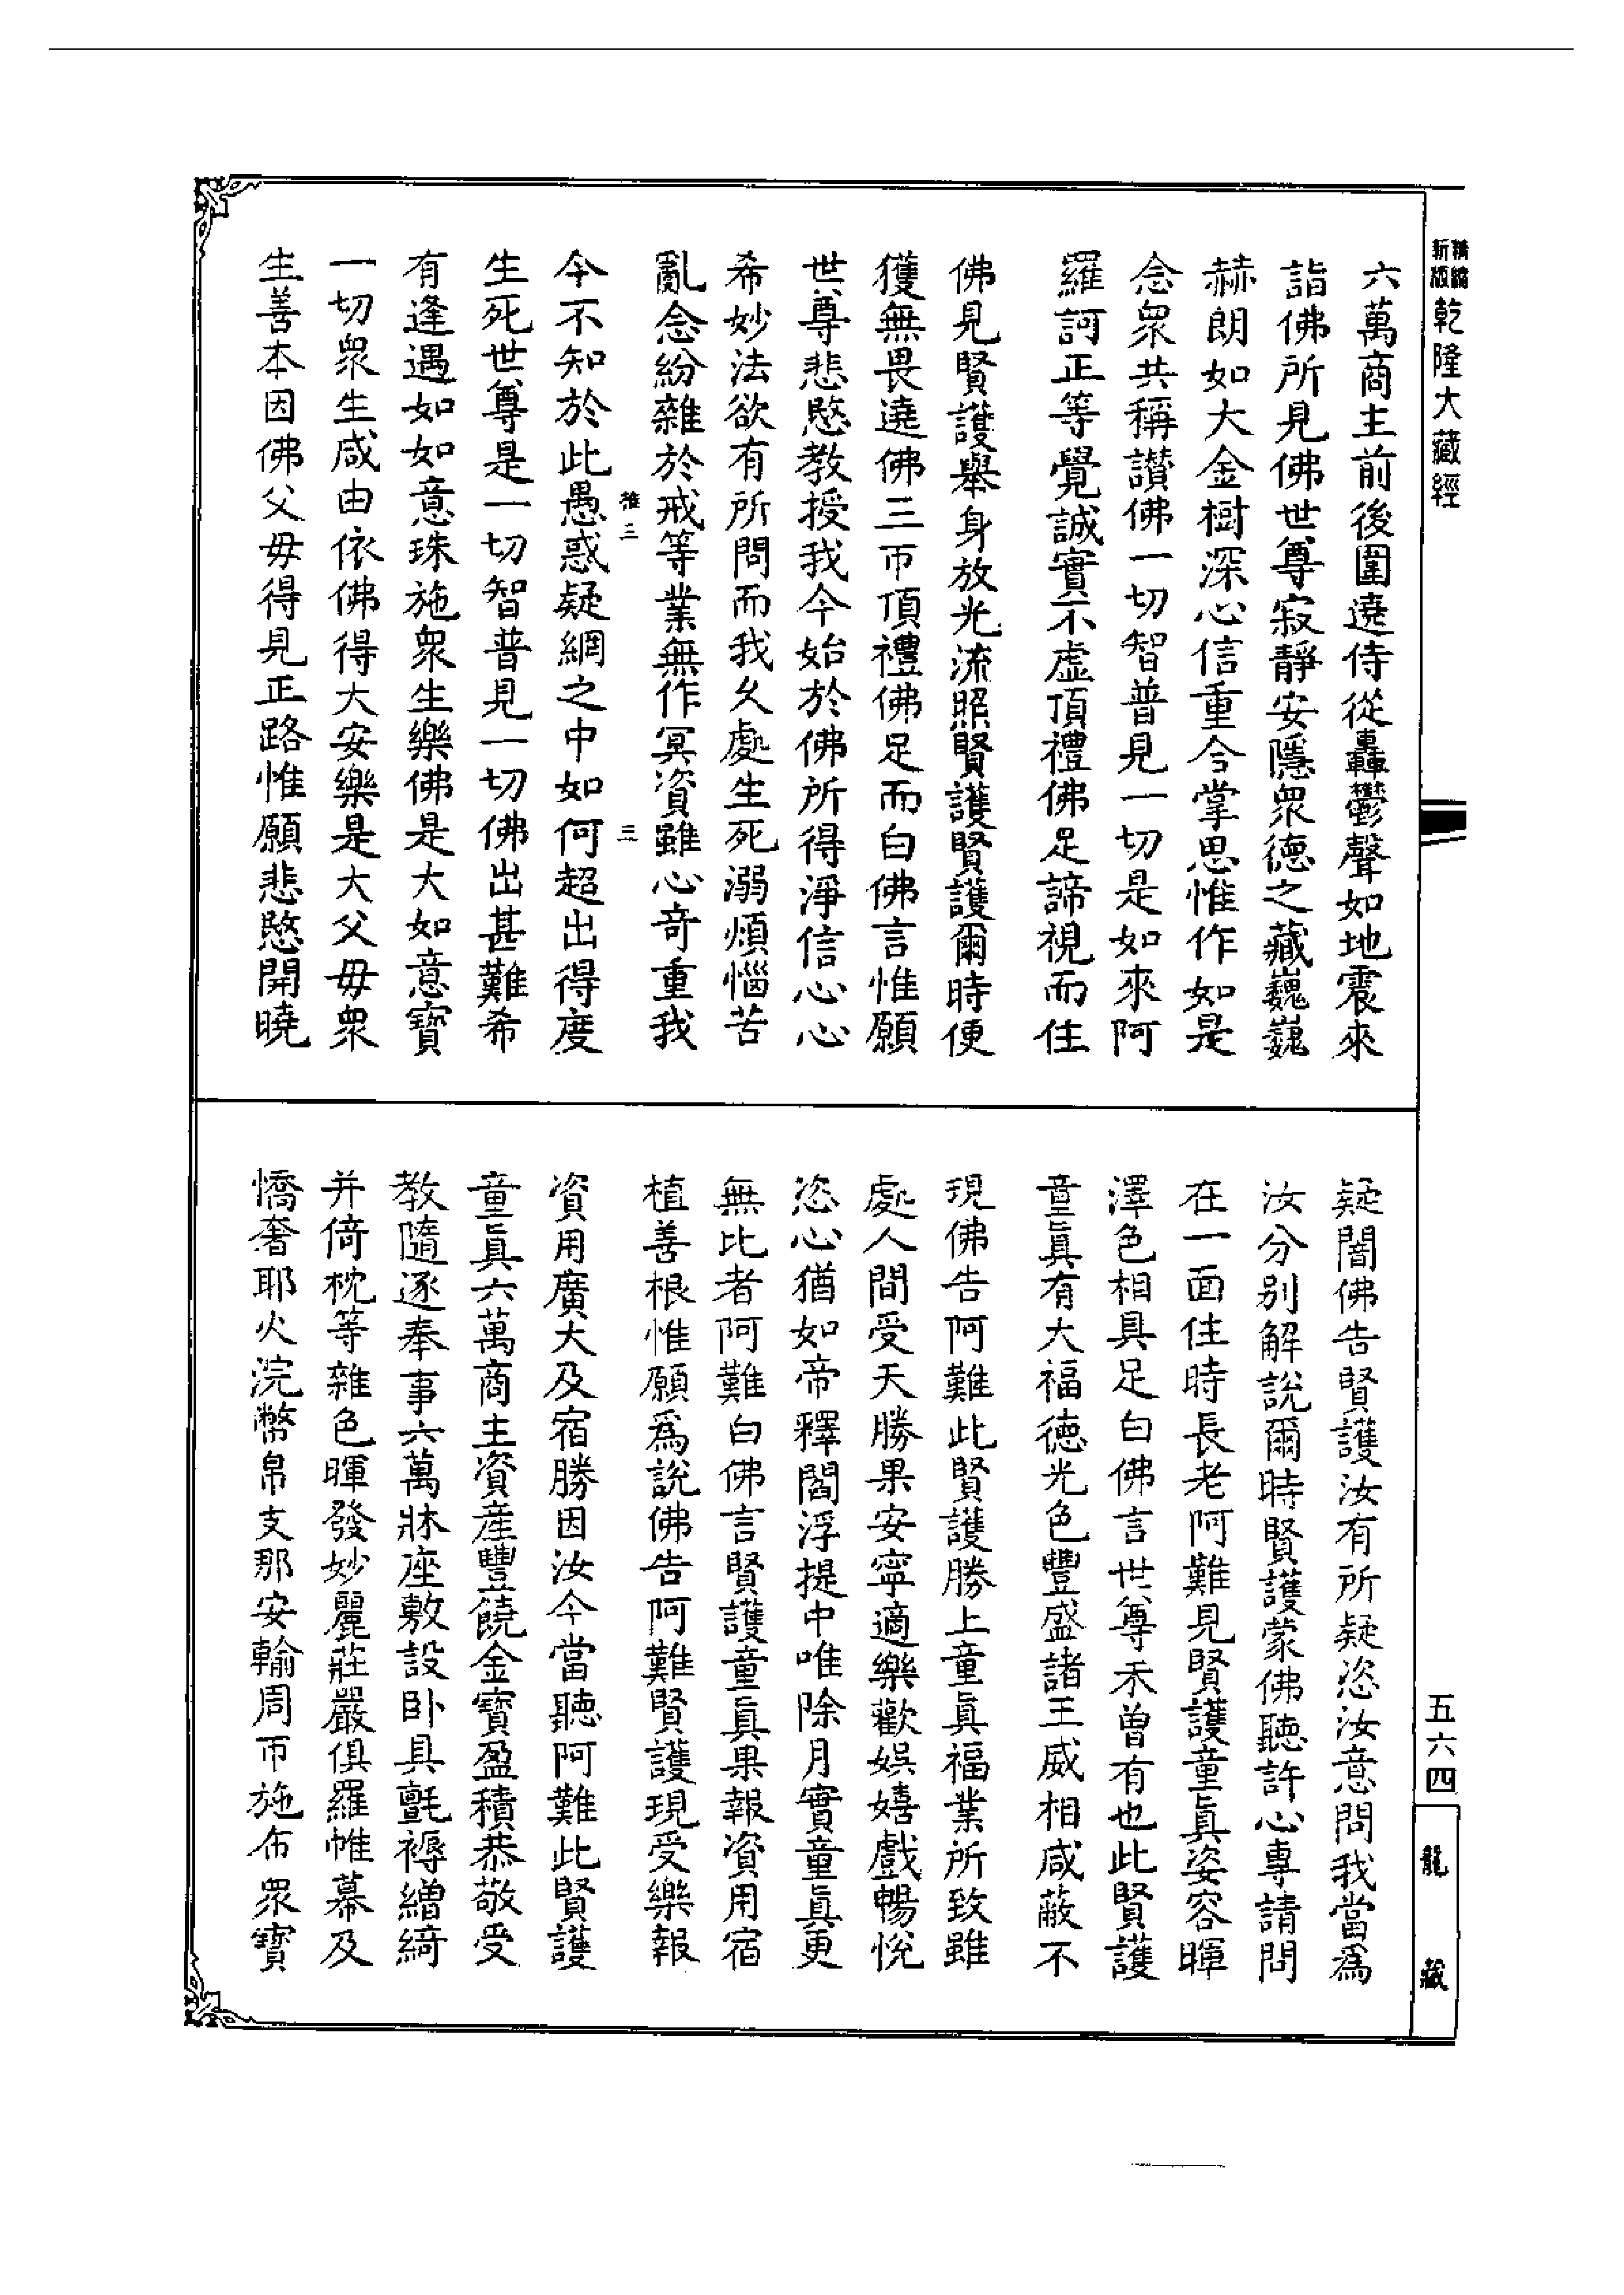 精縮
新版
乾隆大藏經
六萬商主前後圍遶侍從轟鬱聲如地震來
詣佛所見佛世尊寂靜安隱衆德之藏巍巍
赫朗如大金樹深心信重合掌思惟作如是
念衆共稱讚佛一切智普見一切是如來阿
羅訶正等覺誠實不虛頂禮佛足諦視而住
佛見賢護舉身放光流照賢護賢護爾時便
獲無畏遶佛三帀頂禮佛足而白佛言惟願
世尊悲愍教授我今始於佛所得淨信心心
希妙法欲有所問而我久處生死溺煩惱苦
亂念紛雜於戒等業無作冥資雖心奇重我
三
三
今不知於此愚惑疑網之中如何超出得度
生死世尊是一切智普見一切佛出甚難希
有逢遇如如意珠施衆生樂佛是大如意寶
一切衆生咸由依佛得大安樂是大父母衆
生善本因佛父母得見正路惟願悲愍開曉
疑闇佛告賢護汝有所疑恣汝意問我當爲
汝分別解說爾時賢護蒙佛聽許心專請問
在一面住時長老阿難見賢護童眞姿容暉
澤色相具足白佛言世尊未曾有也此賢護
童眞有大福德光色豐盛諸王威相咸蔽不
現佛告阿難此賢護勝上童眞福業所致雖
處人間受天勝果安寧適樂歡娛嬉戲暢悅
恣心猶如帝釋閻浮提中唯除月實童眞更
無比者阿難白佛言賢護童眞果報資用宿
植善根惟願爲說佛告阿難賢護現受樂報
資用廣大及宿勝因汝今當聽阿難此賢護
童眞六萬商主資産豐饒金寶盈積恭敬受
教隨逐奉事六萬牀座敷設卧具氈褥繒綺
并倚枕等雜色暉發妙麗莊嚴俱羅帷幕及
憍奢耶火浣幣帛支那安輸周帀施布衆寶
五六四
龍藏